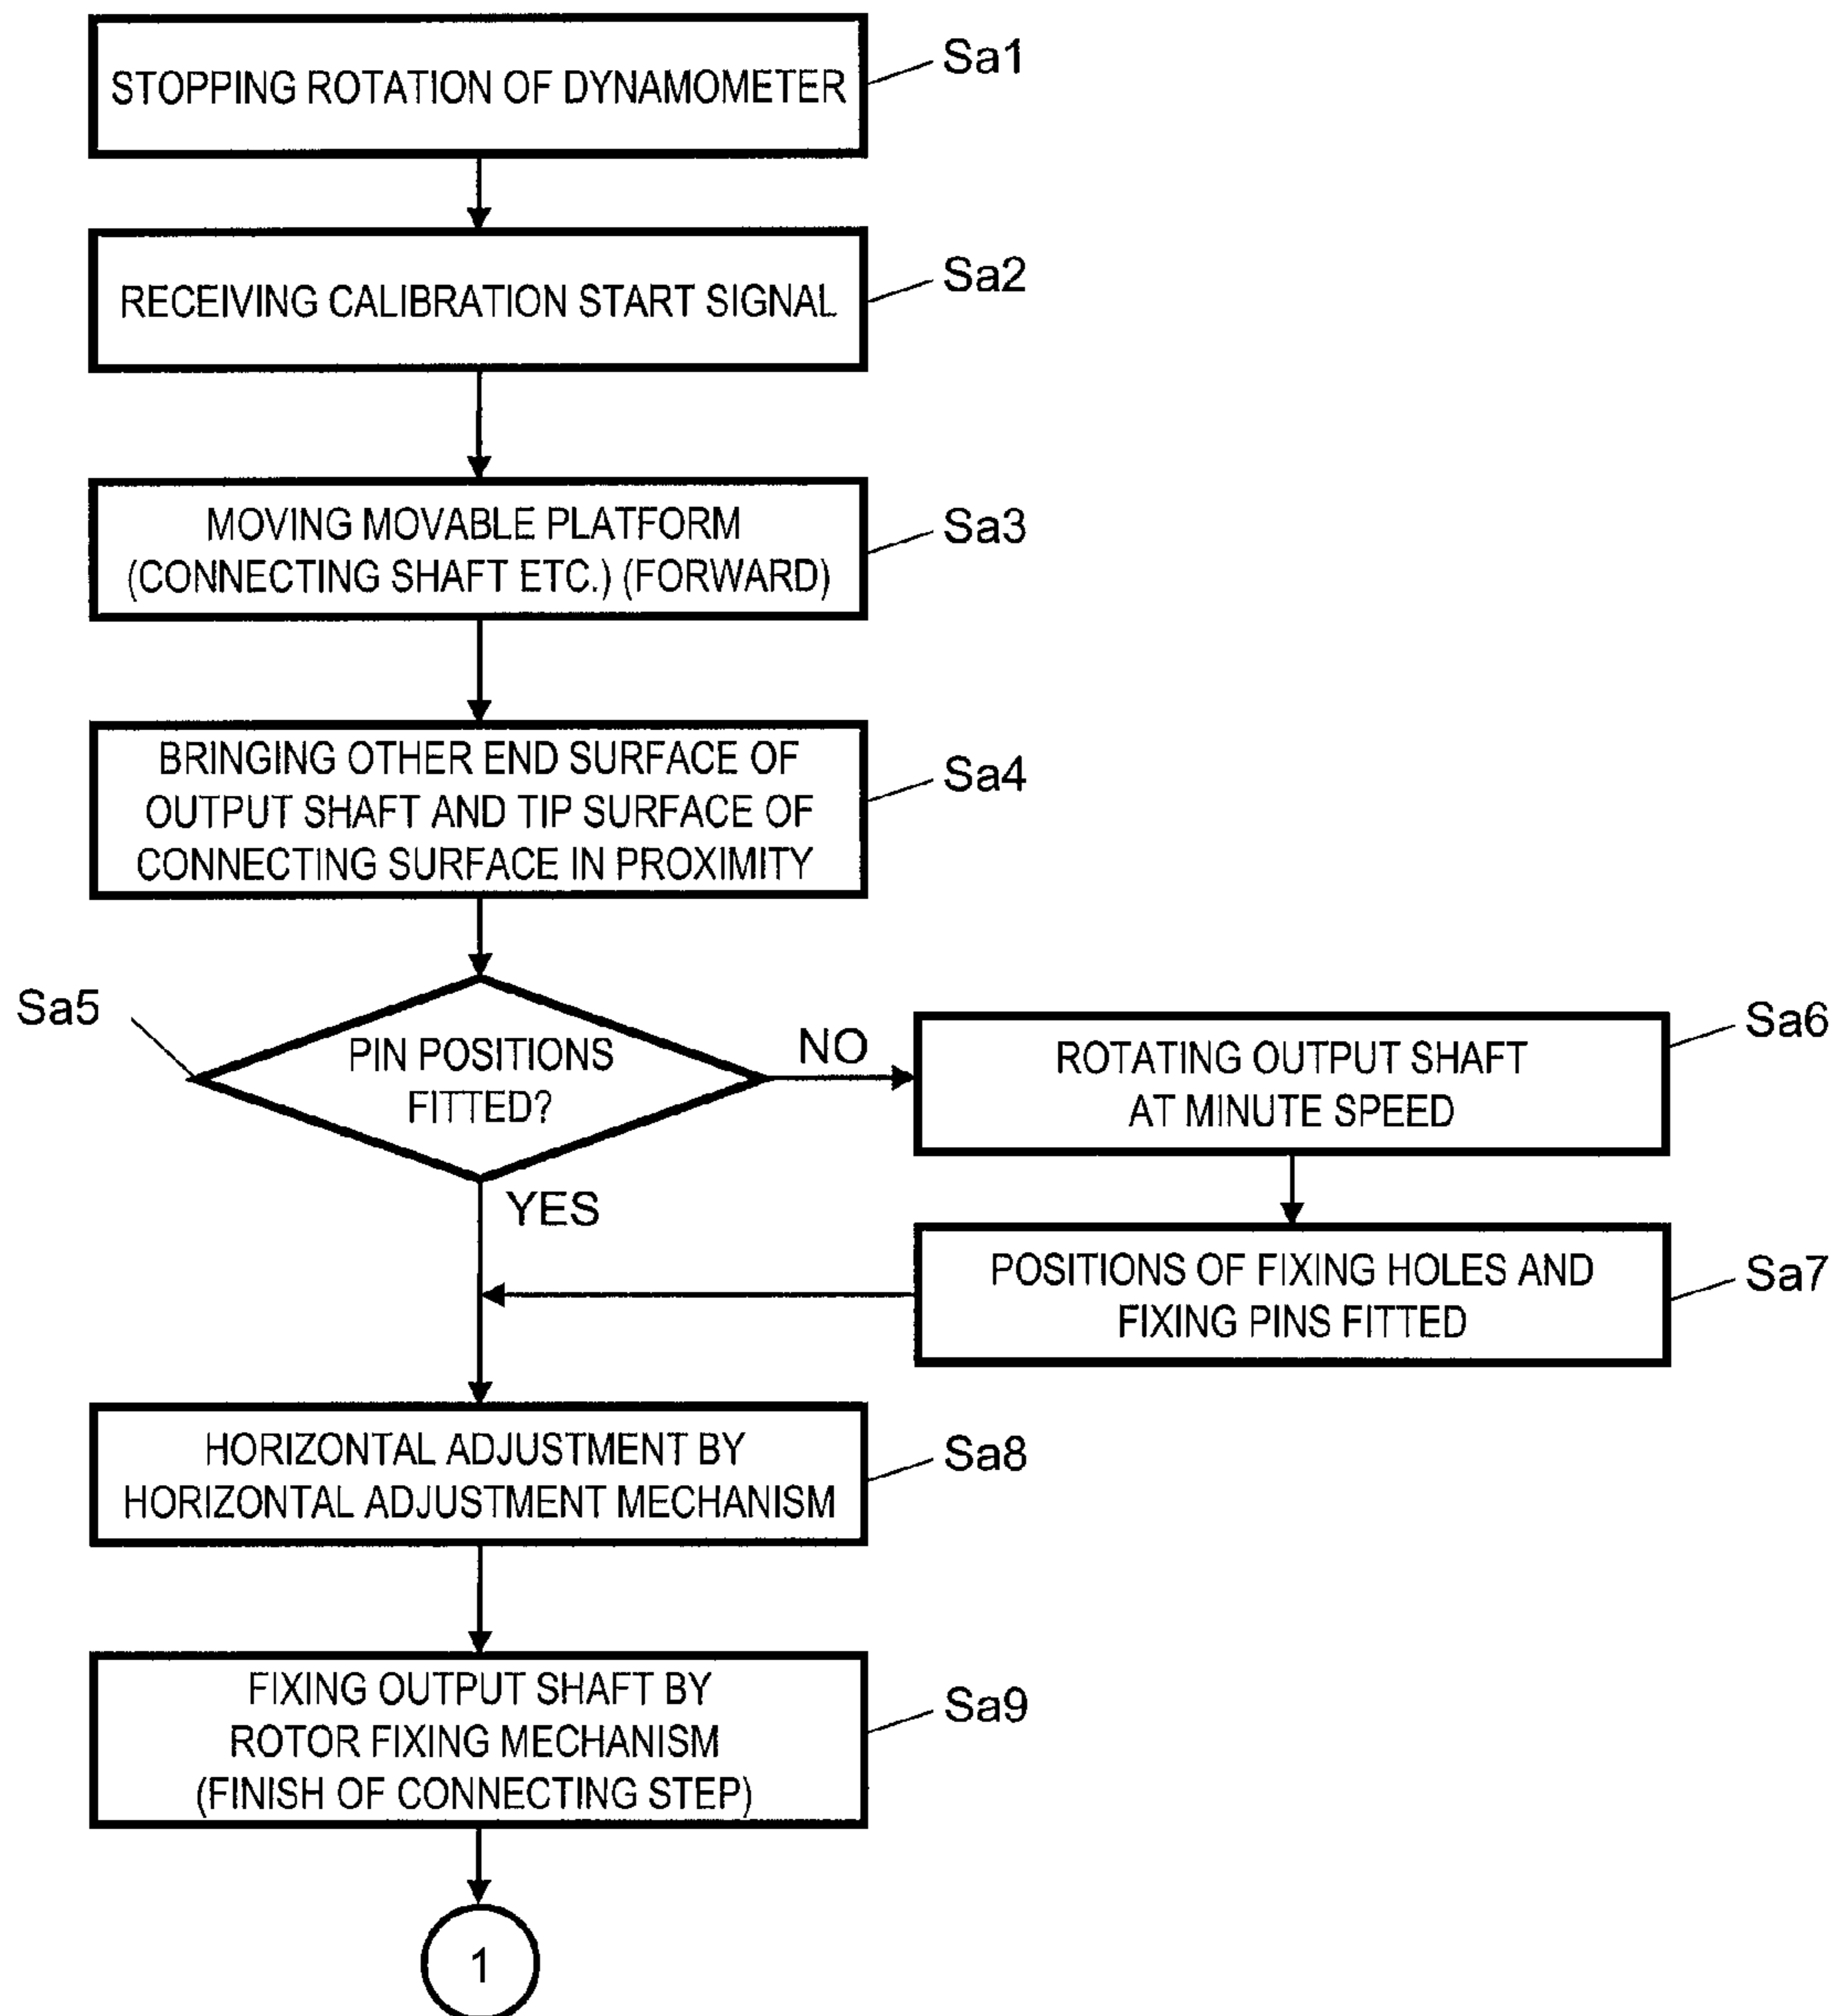 STOPPING ROTATION OF DYNAMOMETER
Sa1
RECEIVING CALIBRATION START SIGNAL
Sa2
MOVING MOVABLE PLATFORM
(CONNECTING SHAFT ETC.) (FORWARD)
Sa3
BRINGING OTHER END SURFACE OF
OUTPUT SHAFT AND TIP SURFACE OF
CONNECTING SURFACE IN PROXIMITY
Sa4
Sa5
PIN POSITIONS
FITTED?
NO
YES
ROTATING OUTPUT SHAFT
AT MINUTE SPEED
Sa6
POSITIONS OF FIXING HOLES AND
FIXING PINS FITTED
Sa7
HORIZONTAL ADJUSTMENT BY
HORIZONTAL ADJUSTMENT MECHANISM
Sa8
FIXING OUTPUT SHAFT BY
ROTOR FIXING MECHANISM
(FINISH OF CONNECTING STEP)
Sa9
1